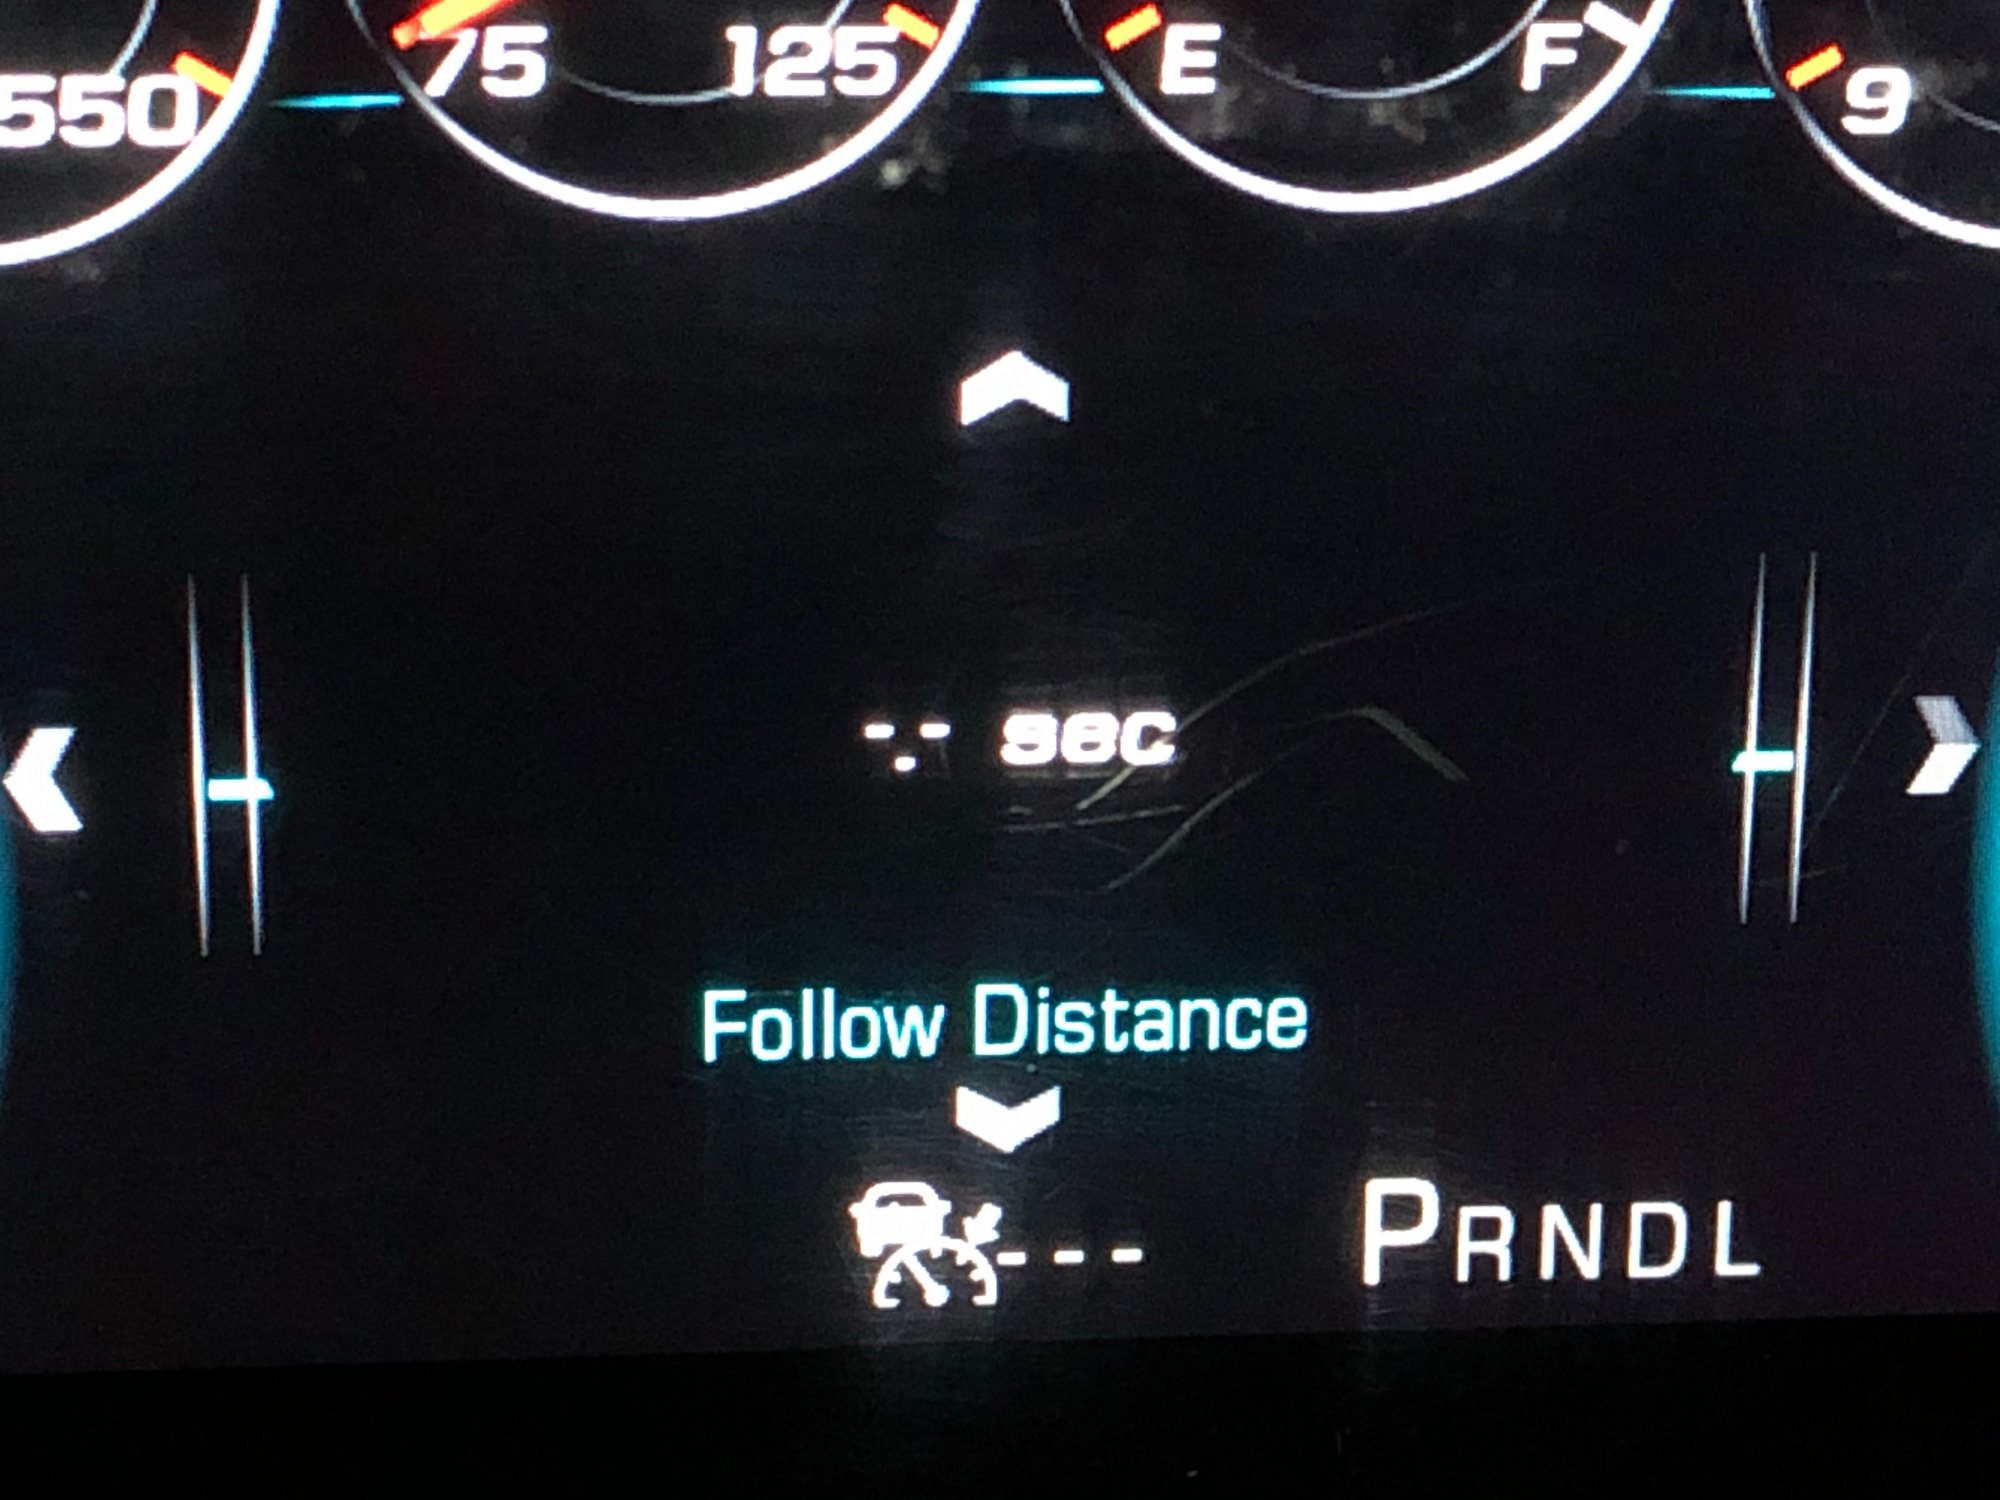 550 75 125 E F 9
-.- sec
Follow Distance
---
PRNDL